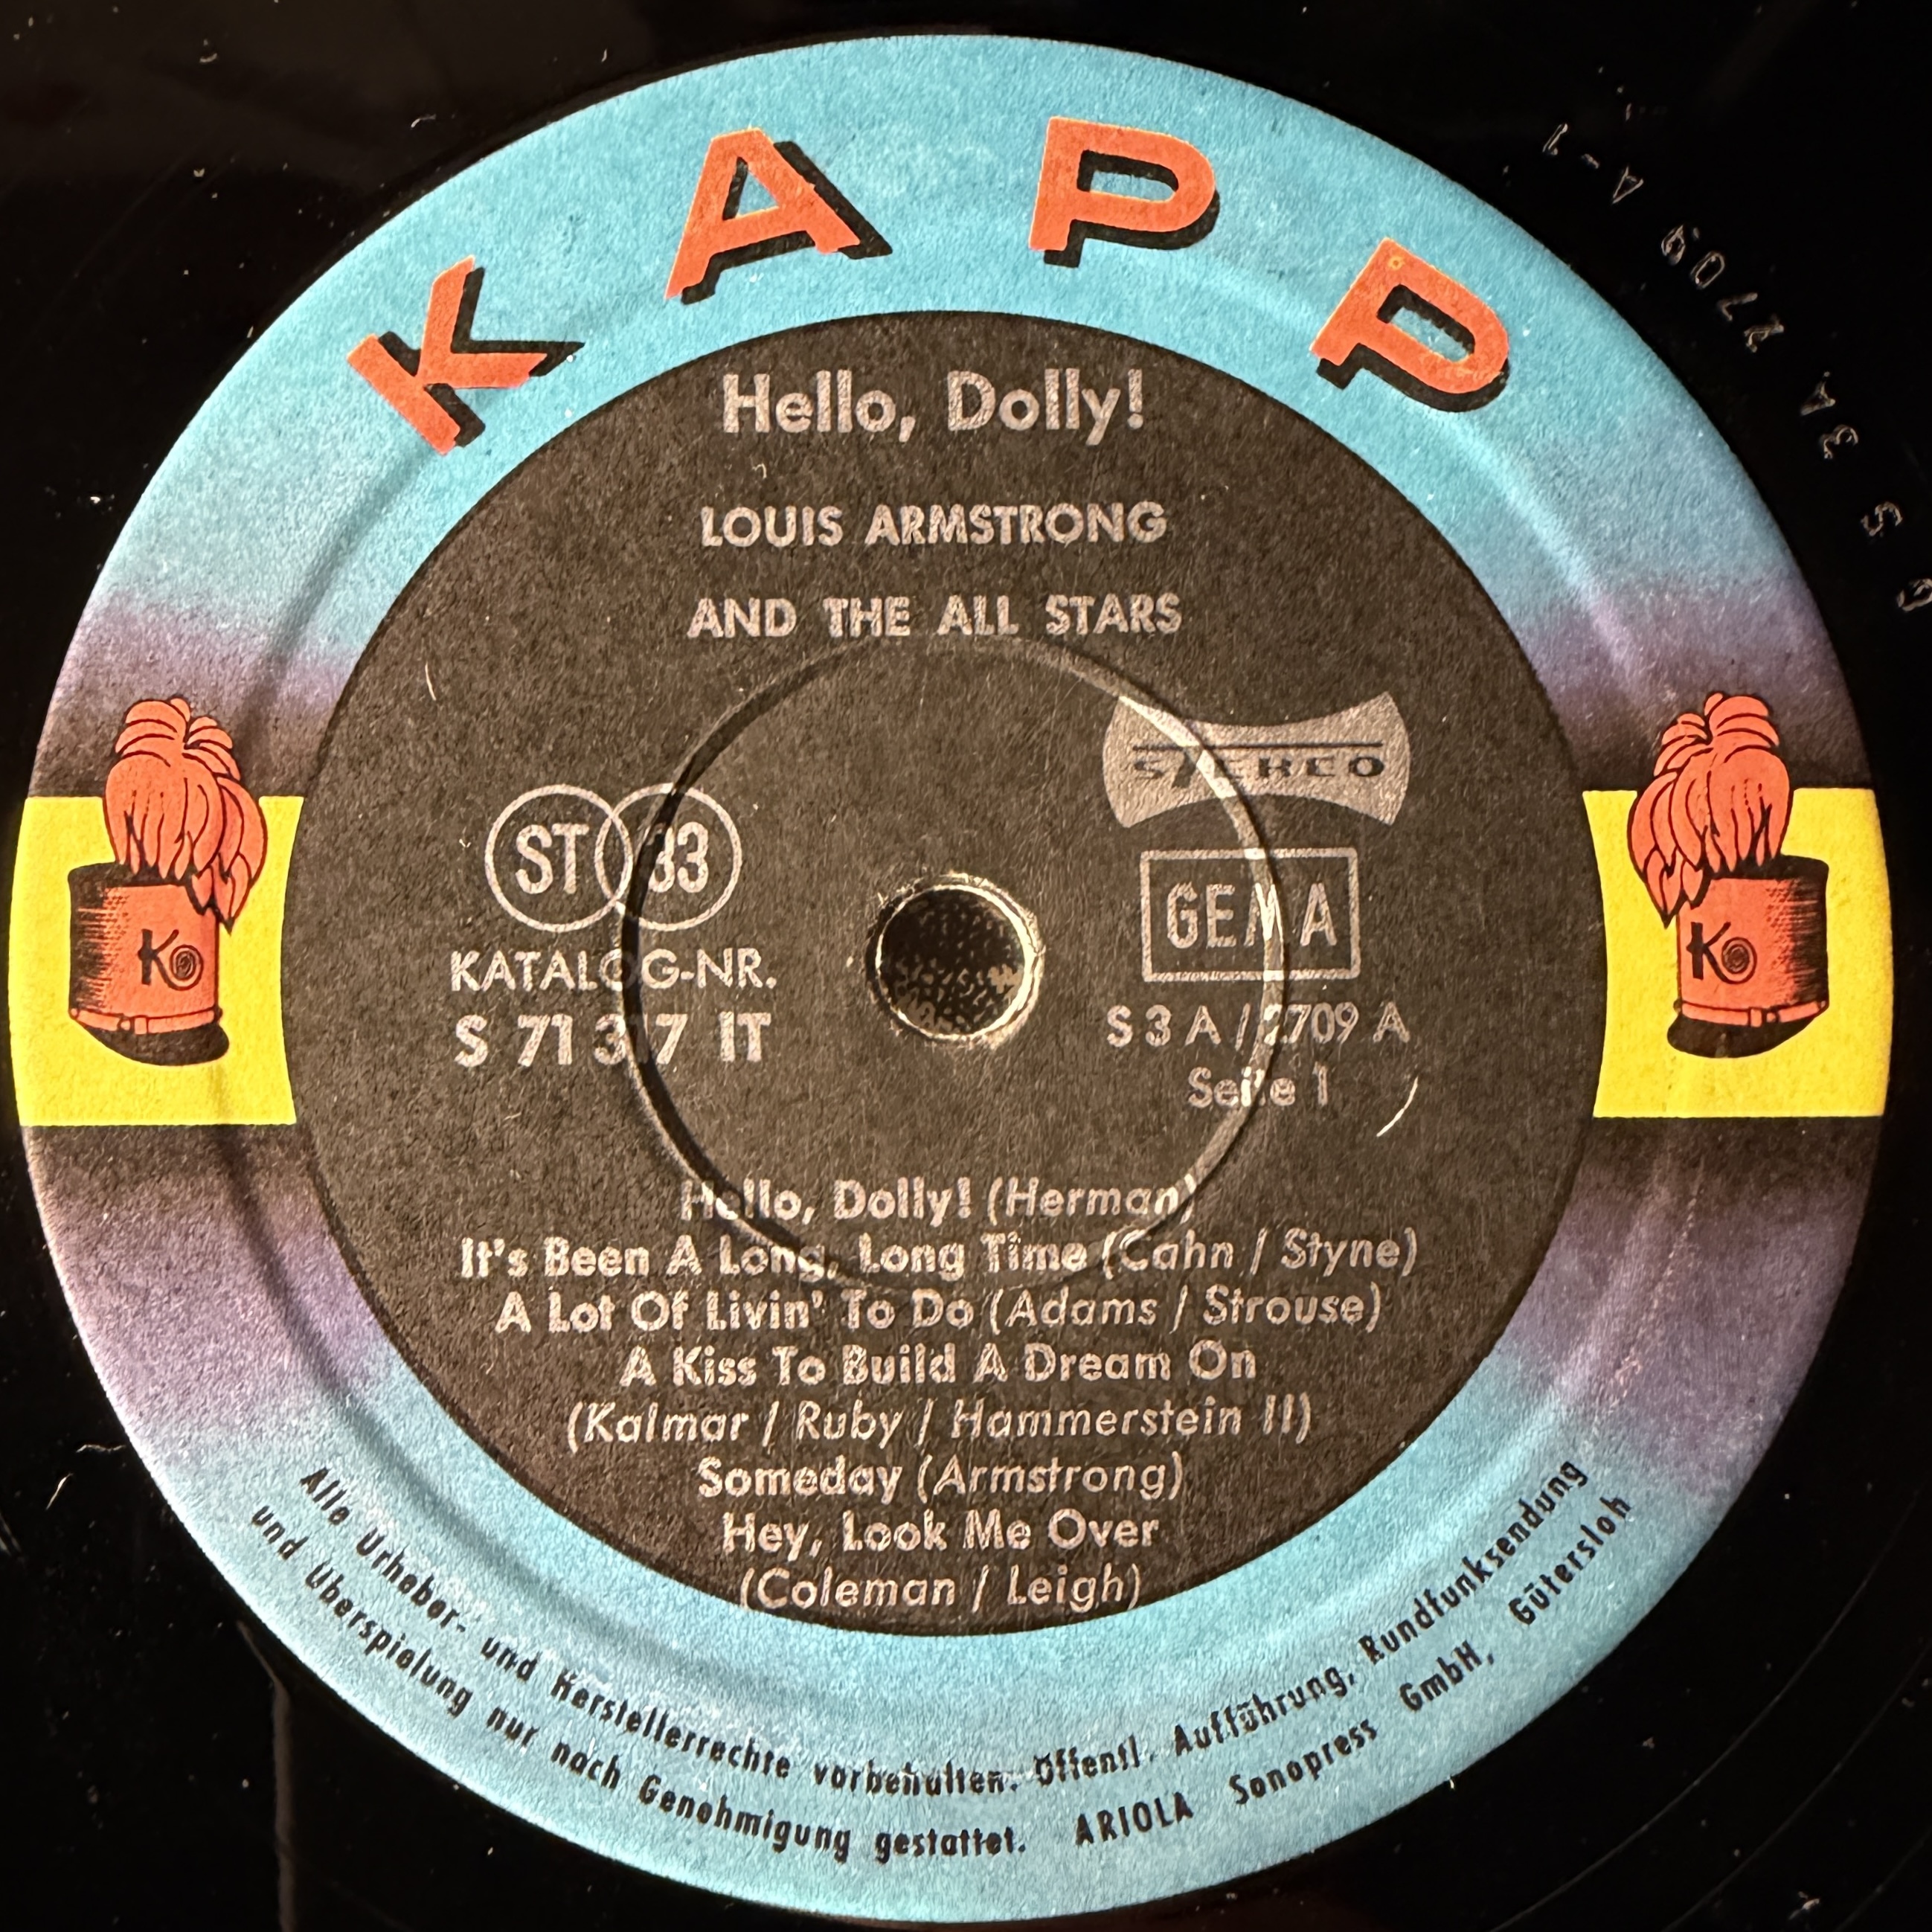 KAPP
Hello, Dolly!
LOUIS ARMSTRONG
AND THE ALL STARS
STEREO
ST 33
GEMA
KATALOG-NR.
S 71 317 IT
S 3 A / 2709 A
Seite 1
K
K
Hello, Dolly! (Herman)
It's Been A Long, Long Time (Cahn / Styne)
A Lot Of Livin' To Do (Adams / Strouse)
A Kiss To Build A Dream On
(Kalmar / Ruby / Hammerstein II)
Someday (Armstrong)
Hey, Look Me Over
(Coleman / Leigh)
Alle Urheber- und Herstellerrechte vorbehalten. Öffentl. Aufführung, Rundfunksendung
und Überspielung nur nach Genehmigung gestattet. ARIOLA Sonopress GmbH, Gütersloh
S 3A 2709 A-1